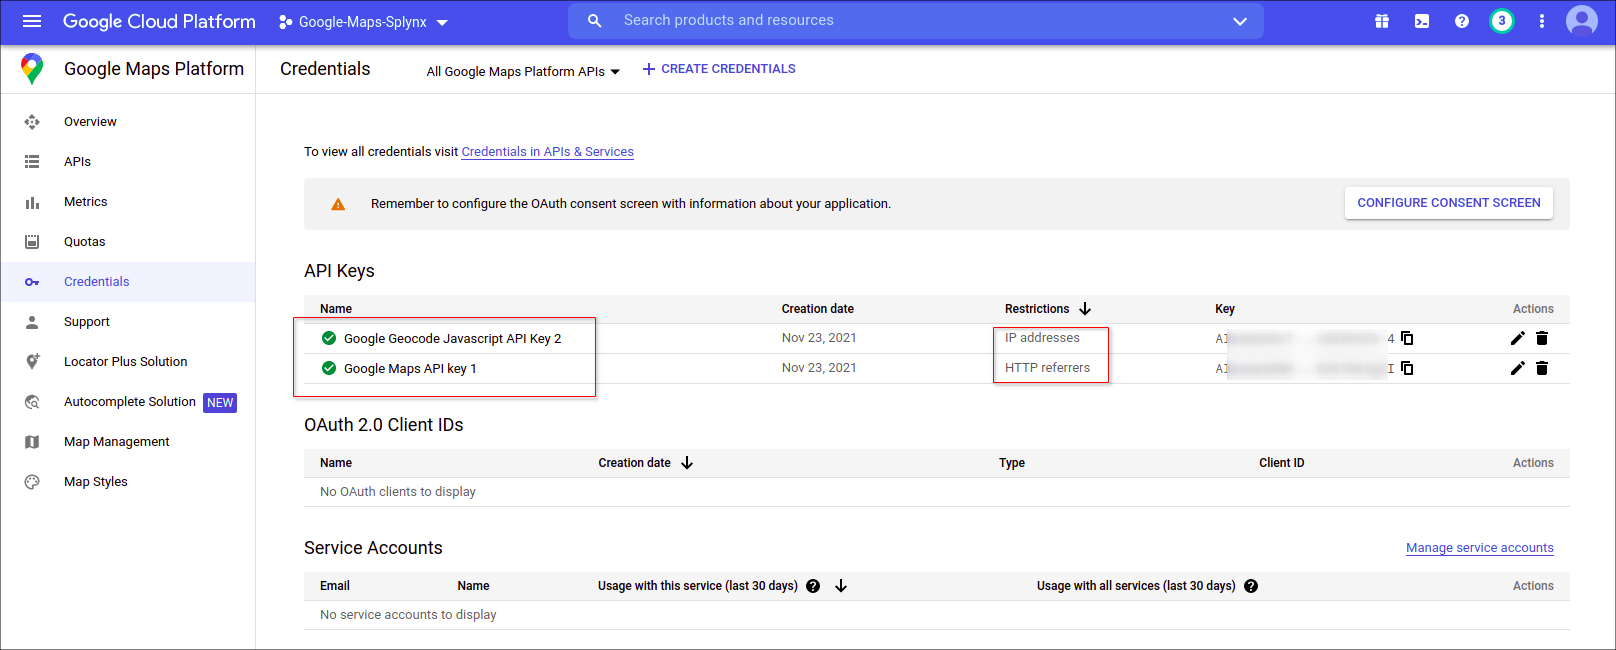 Google Cloud Platform Google-Maps-Splynx Search products and resources 3
Google Maps Platform Credentials All Google Maps Platform APIs CREATE CREDENTIALS
Overview
APIs
Metrics
Quotas
Credentials
Support
Locator Plus Solution
Autocomplete Solution NEW
Map Management
Map Styles
To view all credentials visit Credentials in APIs & Services
Remember to configure the OAuth consent screen with information about your application. CONFIGURE CONSENT SCREEN
API Keys
Name Creation date Restrictions Key Actions
Google Geocode Javascript API Key 2 Nov 23, 2021 IP addresses AI 4
Google Maps API key 1 Nov 23, 2021 HTTP referrers AI I
OAuth 2.0 Client IDs
Name Creation date Type Client ID Actions
No OAuth clients to display
Service Accounts Manage service accounts
Email Name Usage with this service (last 30 days) Usage with all services (last 30 days) Actions
No service accounts to display